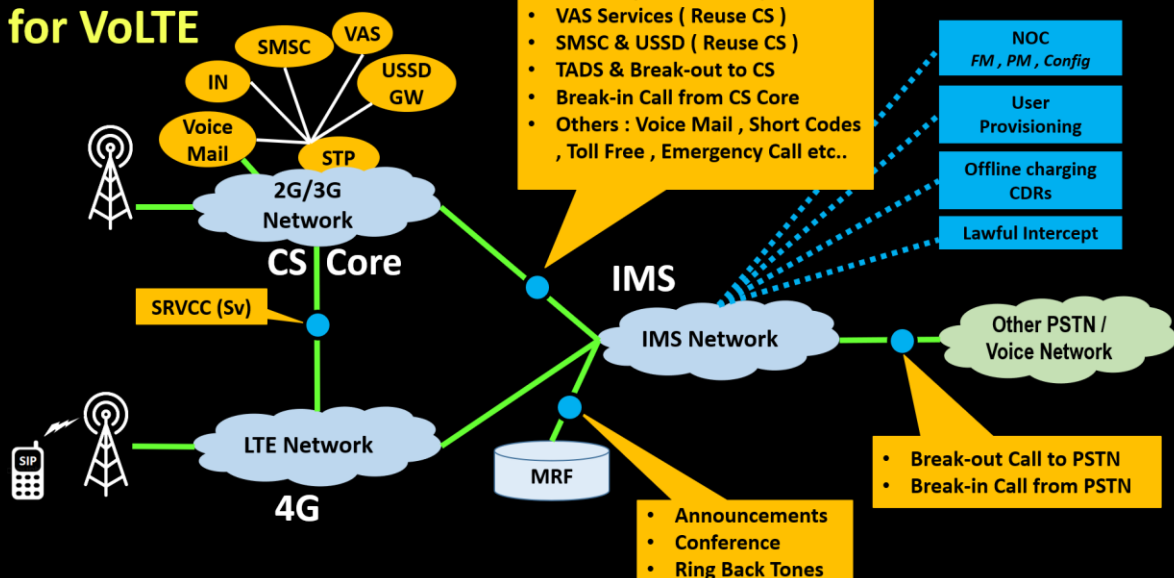 for VoLTE
SMSC
VAS
IN
USSD
GW
Voice
Mail
STP
2G/3G
Network
CS Core
SRVCC (Sv)
SIP
LTE Network
4G
• VAS Services ( Reuse CS )
• SMSC & USSD ( Reuse CS )
• TADS & Break-out to CS
• Break-in Call from CS Core
• Others : Voice Mail , Short Codes
, Toll Free , Emergency Call etc..
IMS
IMS Network
MRF
• Announcements
• Conference
• Ring Back Tones
NOC
FM , PM , Config
User
Provisioning
Offline charging
CDRs
Lawful Intercept
Other PSTN /
Voice Network
• Break-out Call to PSTN
• Break-in Call from PSTN